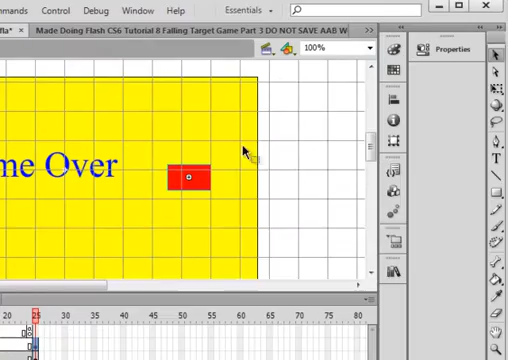 mmands Control Debug Window Help Essentials
fla* × Made Doing Flash CS6 Tutorial 8 Falling Target Game Part 3 DO NOT SAVE AAB W
100%
Properties
me Over
20 25 30 35 40 45 50 55 60 65 70 75 80